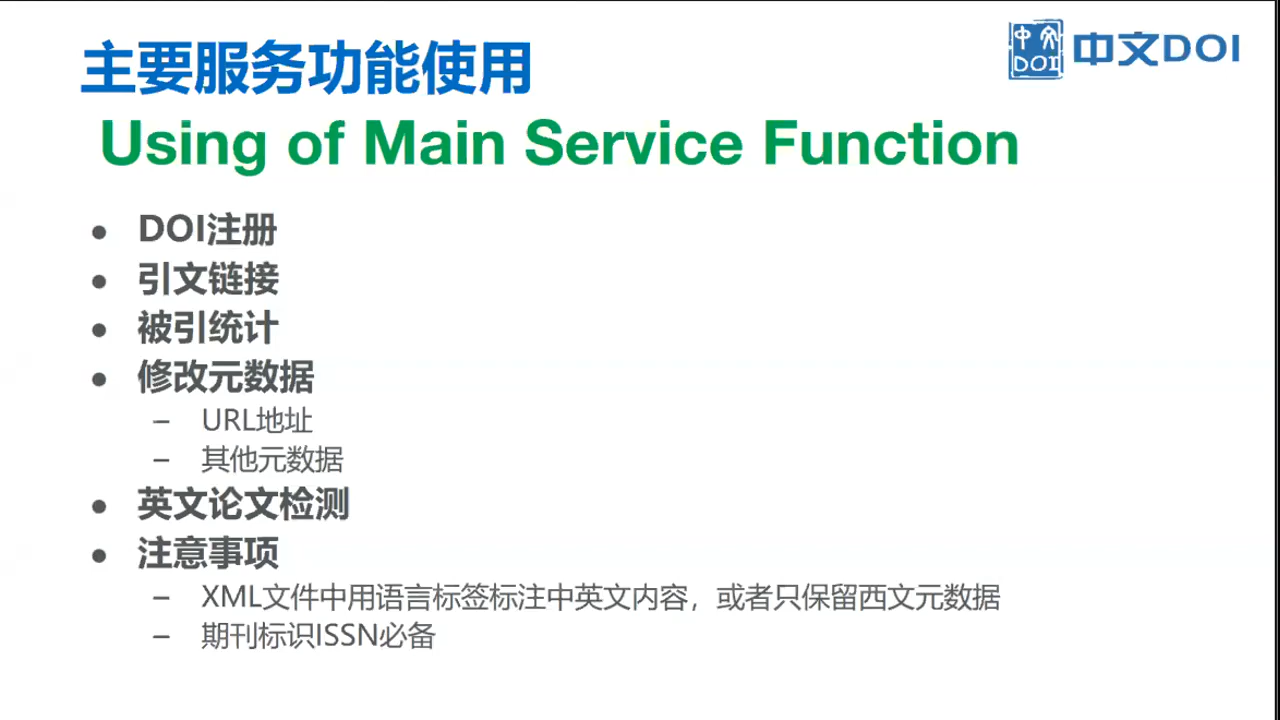 主要服务功能使用
中文
DOI
中文DOI
Using of Main Service Function
● DOI注册
● 引文链接
● 被引统计
● 修改元数据
– URL地址
– 其他元数据
● 英文论文检测
● 注意事项
– XML文件中用语言标签标注中英文内容，或者只保留西文元数据
– 期刊标识ISSN必备